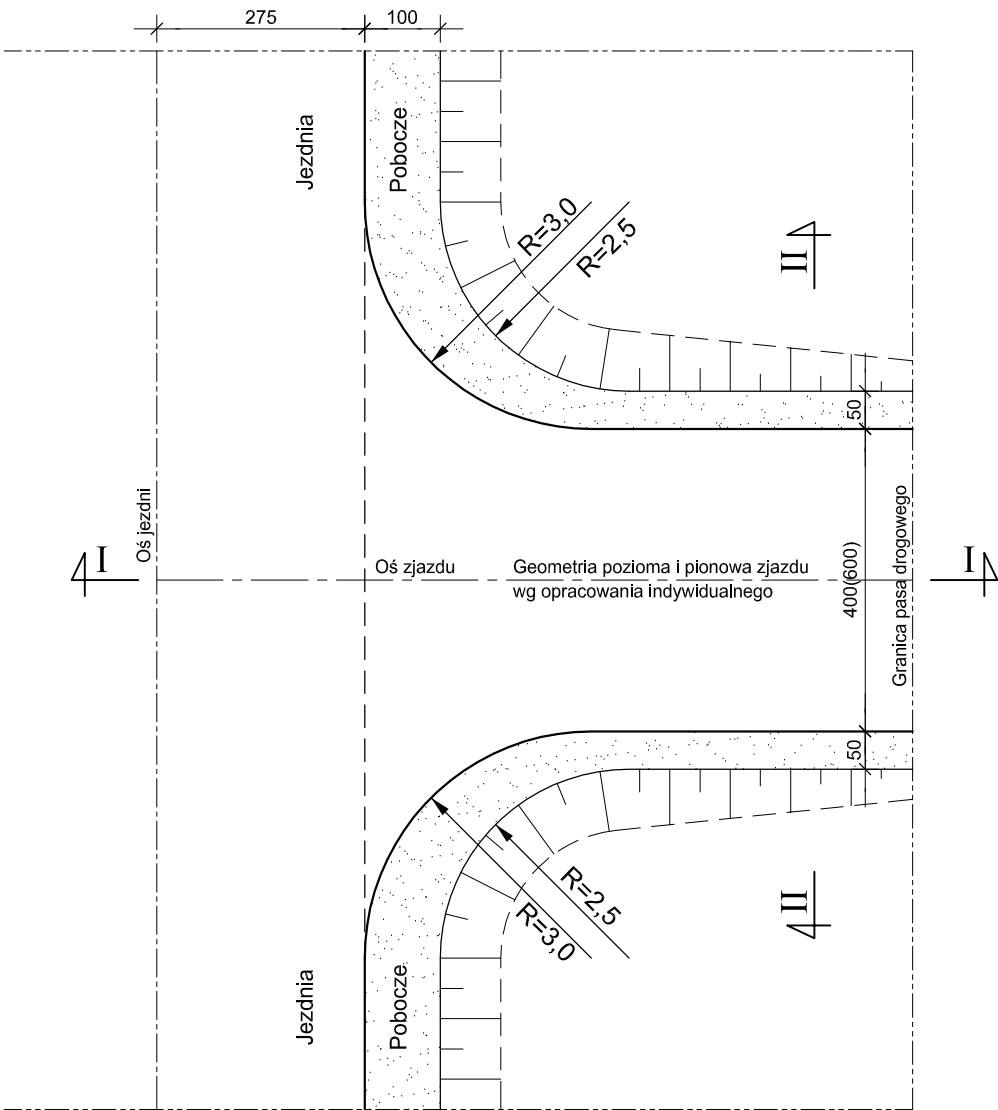 275
100
Jezdnia
Pobocze
R=3,0
R=2,5
II
50
Oś jezdni
I
Oś zjazdu
Geometria pozioma i pionowa zjazdu
wg opracowania indywidualnego
400(600)
Granica pasa drogowego
I
50
R=2,5
R=3,0
II
Jezdnia
Pobocze